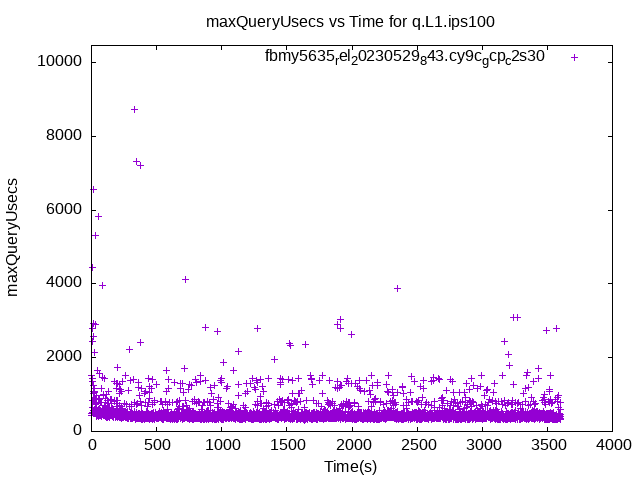 maxQueryUsecs vs Time for q.L1.ips100
fbmy5635rel20230529843.cy9cgcpc2s30
maxQueryUsecs
10000
8000
6000
4000
2000
0
0 500 1000 1500 2000 2500 3000 3500 4000
Time(s)